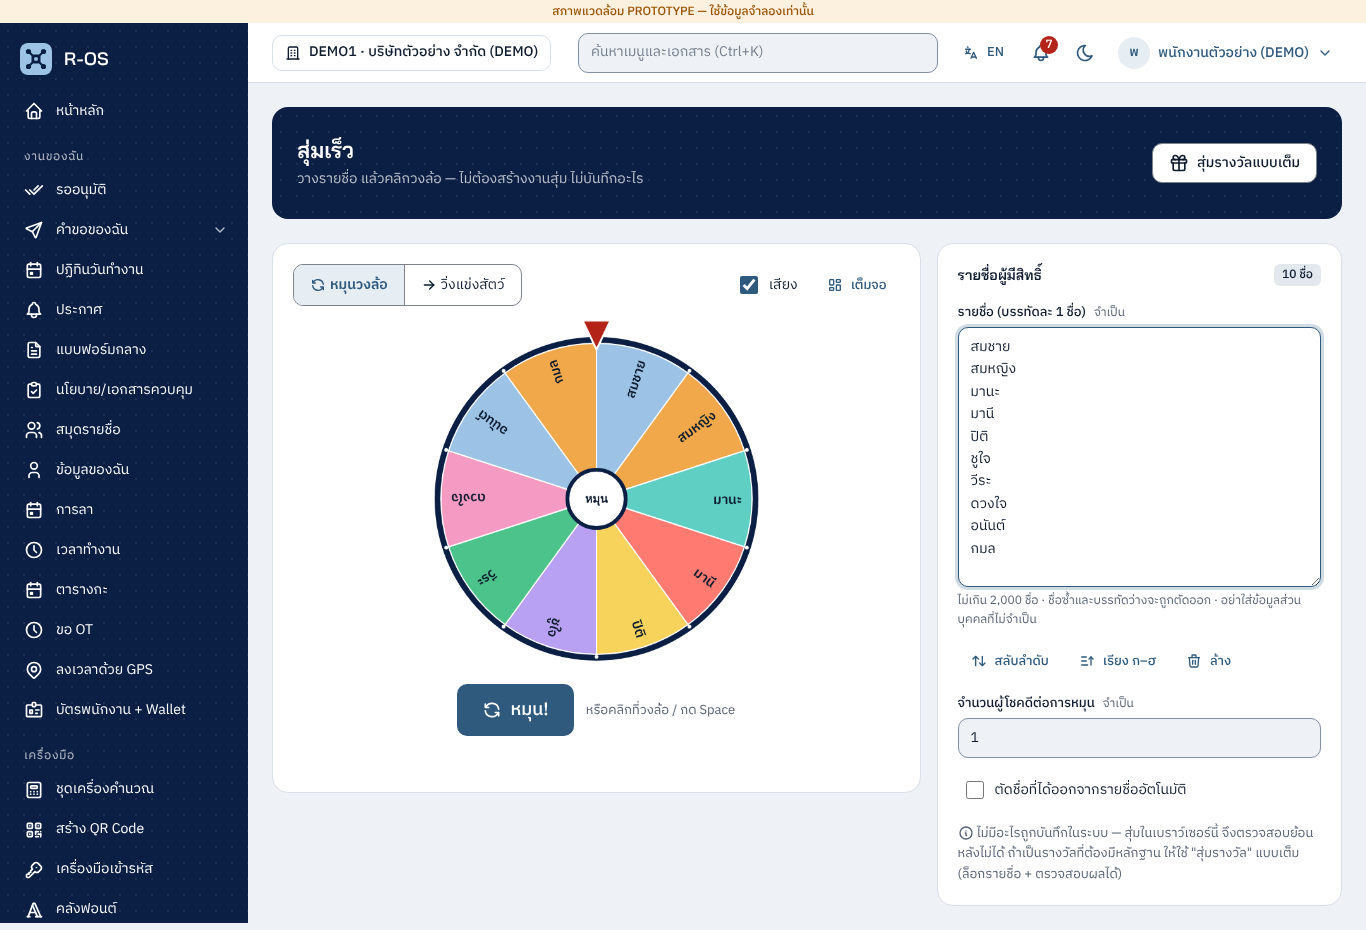 สภาพแวดล้อม PROTOTYPE — ใช้ข้อมูลจำลองเท่านั้น
R-OS
DEMO1 · บริษัทตัวอย่าง จำกัด (DEMO)
ค้นหาเมนูและเอกสาร (Ctrl+K)
EN
7
พ
พนักงานตัวอย่าง (DEMO)
หน้าหลัก
งานของฉัน
รออนุมัติ
คำขอของฉัน
ปฏิทินวันทำงาน
ประกาศ
แบบฟอร์มกลาง
นโยบาย/เอกสารควบคุม
สมุดรายชื่อ
ข้อมูลของฉัน
การลา
เวลาทำงาน
ตารางกะ
ขอ OT
ลงเวลาด้วย GPS
บัตรพนักงาน + Wallet
เครื่องมือ
ชุดเครื่องคำนวณ
สร้าง QR Code
เครื่องมือเข้ารหัส
คลังฟอนต์
สุ่มเร็ว
วางรายชื่อ แล้วคลิกวงล้อ — ไม่ต้องสร้างงานสุ่ม ไม่บันทึกอะไร
สุ่มรางวัลแบบเต็ม
หมุนวงล้อ
วิ่งแข่งสัตว์
เสียง
เต็มจอ
สมชาย
สมหญิง
มานะ
มานี
ปิติ
ชูใจ
วีระ
ดวงใจ
อนันต์
กมล
หมุน
หมุน!
หรือคลิกที่วงล้อ / กด Space
รายชื่อผู้มีสิทธิ์
10 ชื่อ
รายชื่อ (บรรทัดละ 1 ชื่อ) จำเป็น
สมชาย
สมหญิง
มานะ
มานี
ปิติ
ชูใจ
วีระ
ดวงใจ
อนันต์
กมล
ไม่เกิน 2,000 ชื่อ · ชื่อซ้ำและบรรทัดว่างจะถูกตัดออก · อย่าใส่ข้อมูลส่วน
บุคคลที่ไม่จำเป็น
สลับลำดับ
เรียง ก–ฮ
ล้าง
จำนวนผู้โชคดีต่อการหมุน จำเป็น
1
ตัดชื่อที่ได้ออกจากรายชื่ออัตโนมัติ
ไม่มีอะไรถูกบันทึกในระบบ — สุ่มในเบราว์เซอร์นี้ จึงตรวจสอบย้อน
หลังไม่ได้ ถ้าเป็นรางวัลที่ต้องมีหลักฐาน ให้ใช้ "สุ่มรางวัล" แบบเต็ม
(ล็อกรายชื่อ + ตรวจสอบผลได้)